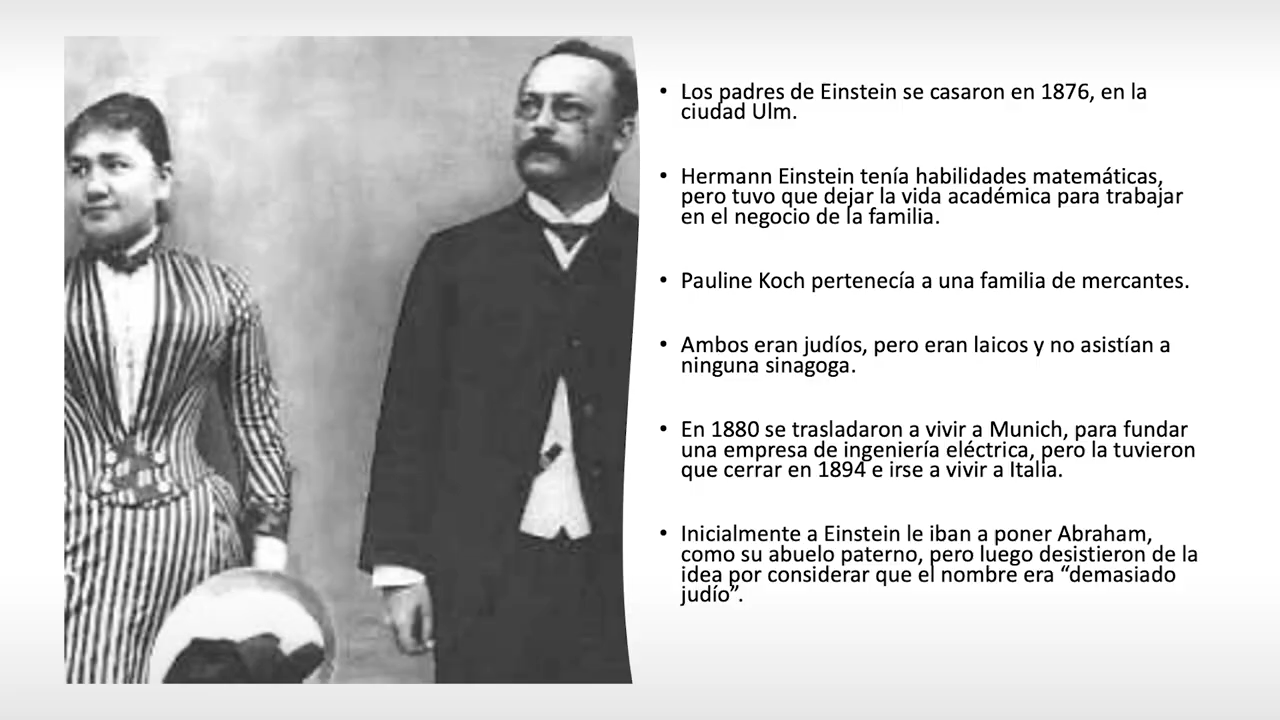 • Los padres de Einstein se casaron en 1876, en la
ciudad Ulm.
• Hermann Einstein tenía habilidades matemáticas,
pero tuvo que dejar la vida académica para trabajar
en el negocio de la familia.
• Pauline Koch pertenecía a una familia de mercantes.
• Ambos eran judíos, pero eran laicos y no asistían a
ninguna sinagoga.
• En 1880 se trasladaron a vivir a Munich, para fundar
una empresa de ingeniería eléctrica, pero la tuvieron
que cerrar en 1894 e irse a vivir a Italia.
• Inicialmente a Einstein le iban a poner Abraham,
como su abuelo paterno, pero luego desistieron de la
idea por considerar que el nombre era “demasiado
judío”.